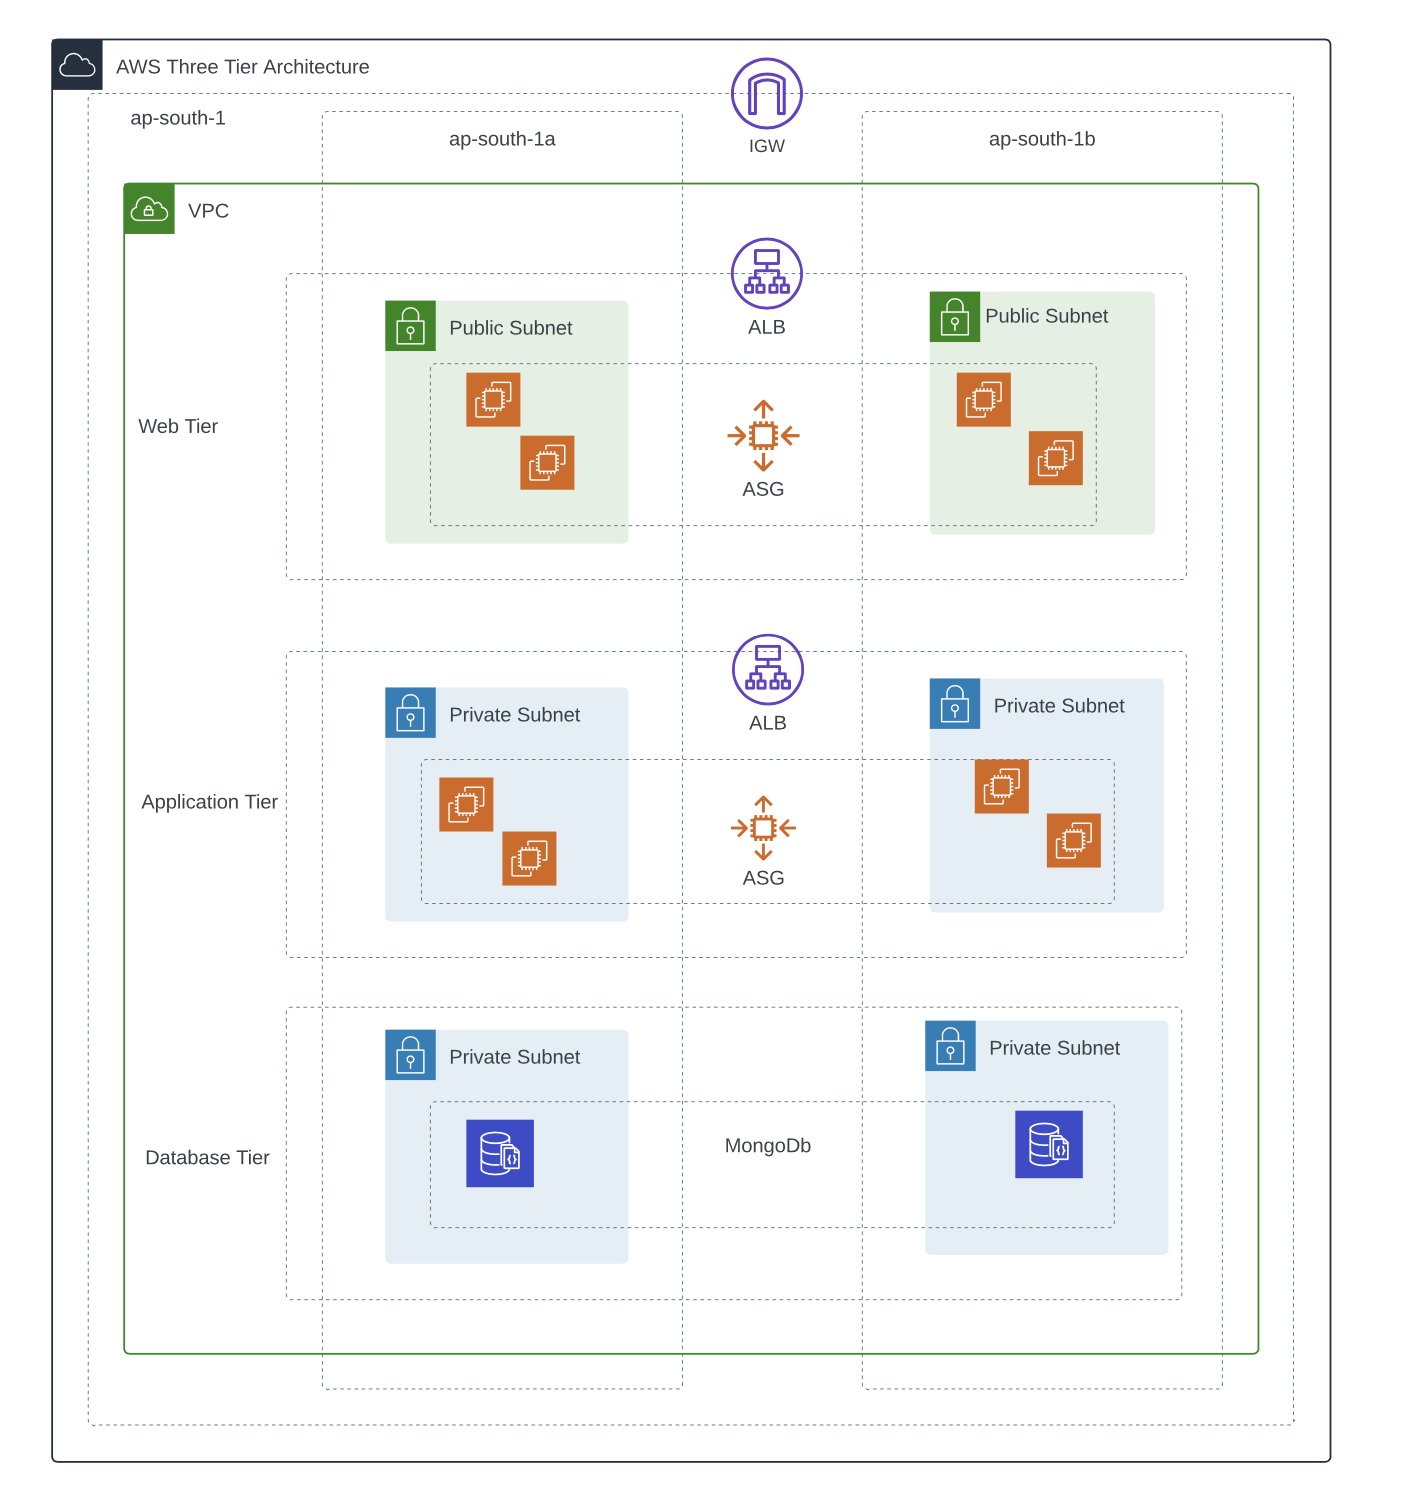 AWS Three Tier Architecture
ap-south-1
ap-south-1a
IGW
ap-south-1b
VPC
Public Subnet
ALB
Public Subnet
Web Tier
ASG
Private Subnet
ALB
Private Subnet
Application Tier
ASG
Private Subnet
Private Subnet
Database Tier
MongoDb